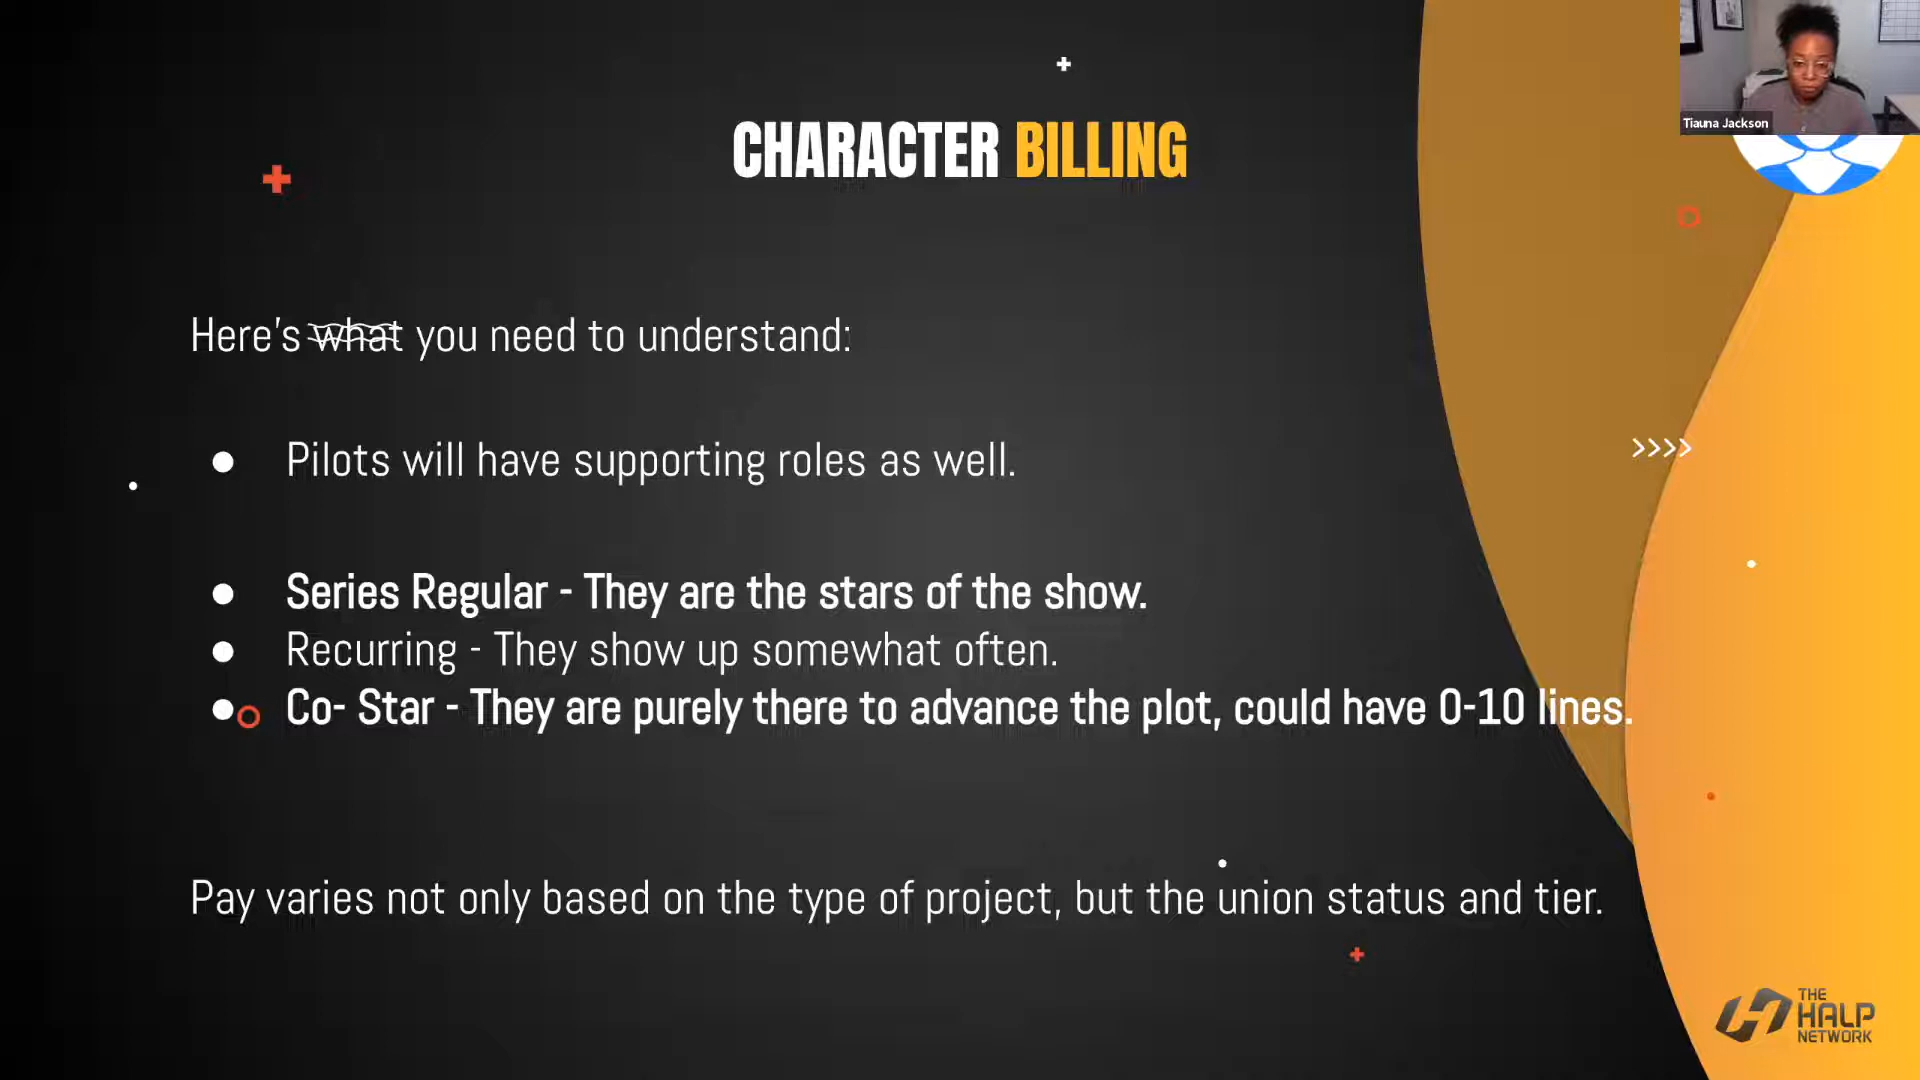 CHARACTER BILLING
Tiauna Jackson
Here's what you need to understand:
● Pilots will have supporting roles as well.
● Series Regular - They are the stars of the show.
● Recurring - They show up somewhat often.
● Co- Star - They are purely there to advance the plot, could have 0-10 lines.
Pay varies not only based on the type of project, but the union status and tier.
THE
HALP
NETWORK